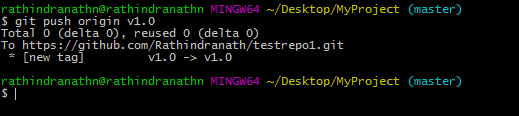 rathindranathn@rathindranathn MINGW64 ~/Desktop/MyProject (master)
$ git push origin v1.0
Total 0 (delta 0), reused 0 (delta 0)
To https://github.com/Rathindranath/testrepo1.git
 * [new tag]         v1.0 -> v1.0
rathindranathn@rathindranathn MINGW64 ~/Desktop/MyProject (master)
$